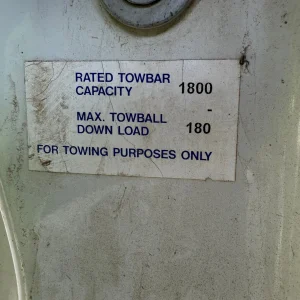 RATED TOWBAR
CAPACITY 1800
-
MAX. TOWBALL
DOWN LOAD 180
FOR TOWING PURPOSES ONLY